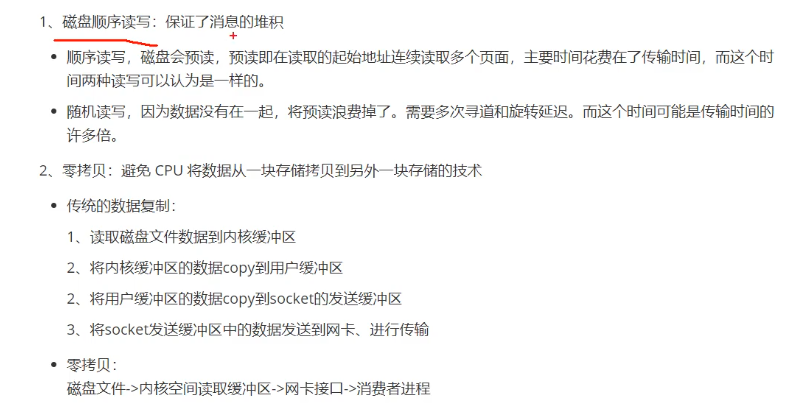 1、磁盘顺序读写：保证了消息的堆积
顺序读写，磁盘会预读，预读即在读取的起始地址连续读取多个页面，主要时间花费在了传输时间，而这个时
间两种读写可以认为是一样的。
随机读写，因为数据没有在一起，将预读浪费掉了。需要多次寻道和旋转延迟。而这个时间可能是传输时间的
许多倍。
2、零拷贝：避免 CPU 将数据从一块存储拷贝到另外一块存储的技术
传统的数据复制：
1、读取磁盘文件数据到内核缓冲区
2、将内核缓冲区的数据copy到用户缓冲区
2、将用户缓冲区的数据copy到socket的发送缓冲区
3、将socket发送缓冲区中的数据发送到网卡、进行传输
零拷贝：
磁盘文件->内核空间读取缓冲区->网卡接口->消费者进程